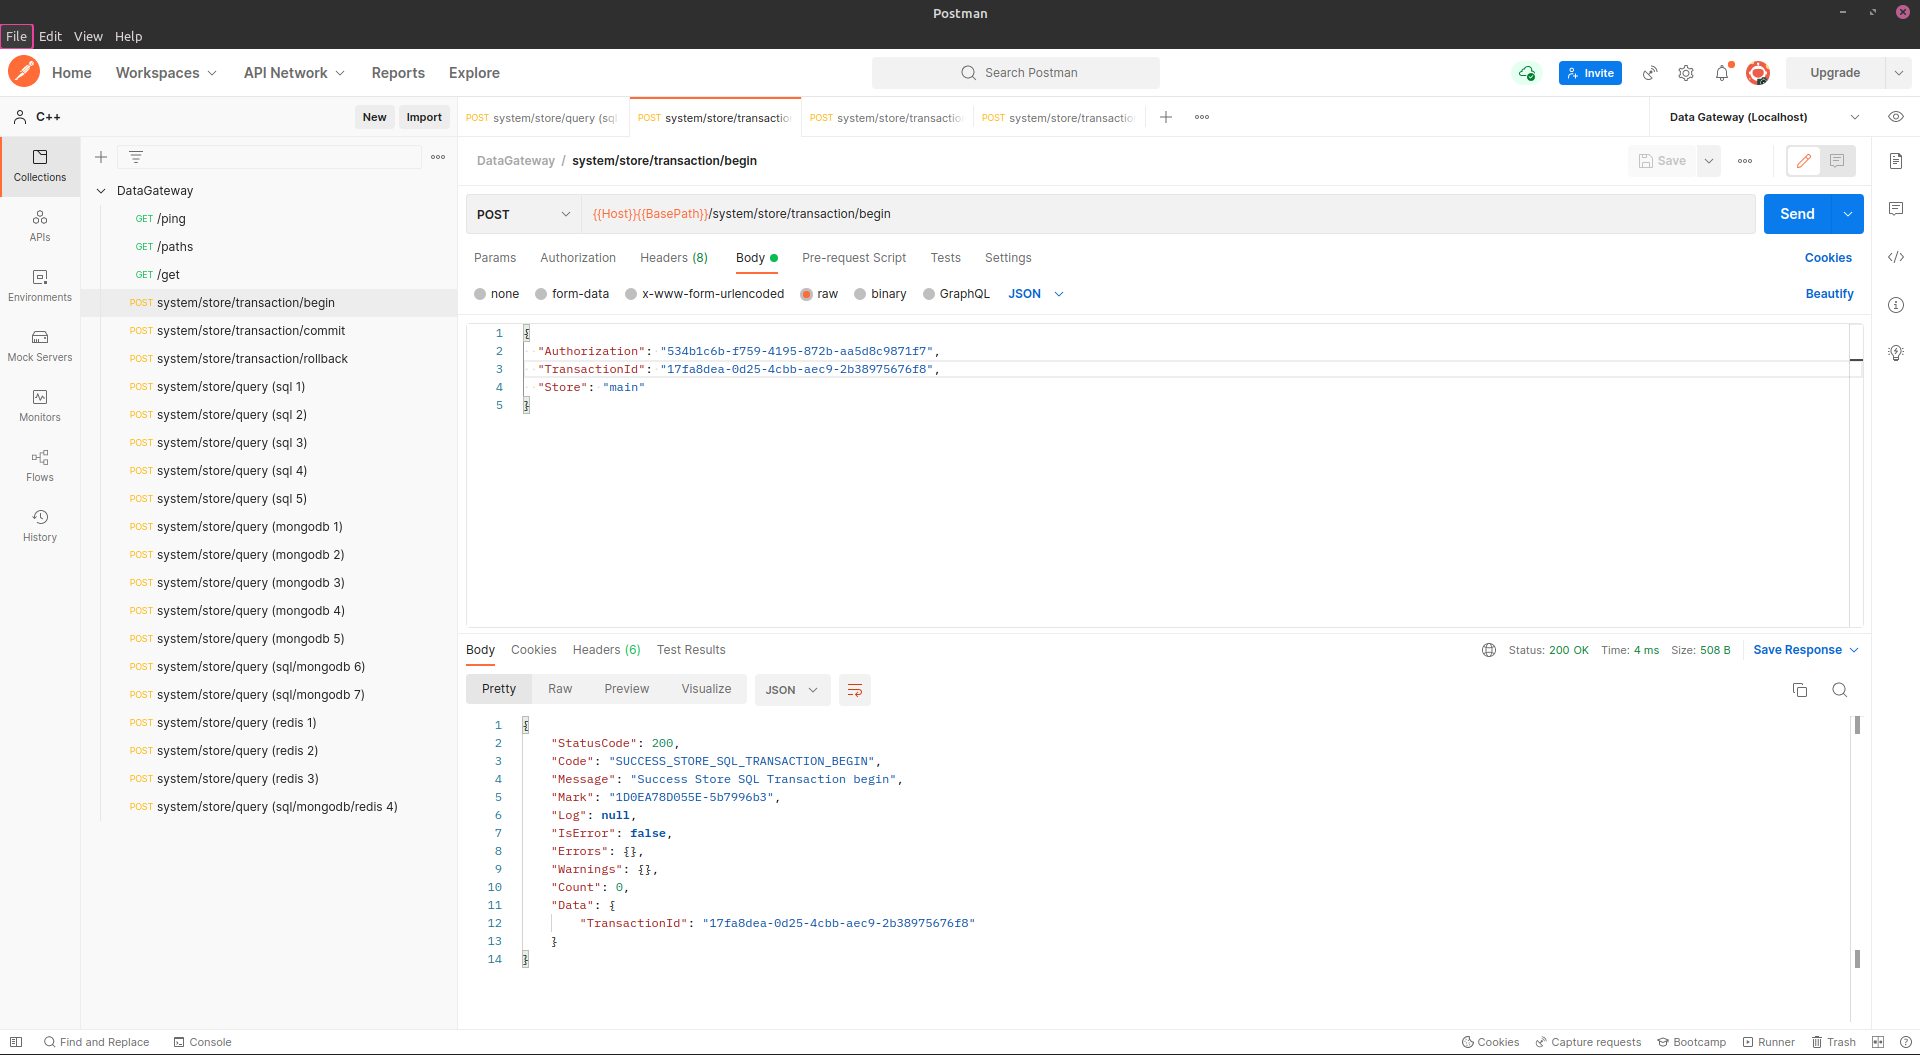 Postman
File Edit View Help
Home Workspaces API Network Reports Explore Search Postman Invite Upgrade
C++ New Import
POST system/store/query (sq
POST system/store/transactio
POST system/store/transactio
POST system/store/transactio
Data Gateway (Localhost)
Collections
APIs
Environments
Mock Servers
Monitors
Flows
History
DataGateway
GET /ping
GET /paths
GET /get
POST system/store/transaction/begin
POST system/store/transaction/commit
POST system/store/transaction/rollback
POST system/store/query (sql 1)
POST system/store/query (sql 2)
POST system/store/query (sql 3)
POST system/store/query (sql 4)
POST system/store/query (sql 5)
POST system/store/query (mongodb 1)
POST system/store/query (mongodb 2)
POST system/store/query (mongodb 3)
POST system/store/query (mongodb 4)
POST system/store/query (mongodb 5)
POST system/store/query (sql/mongodb 6)
POST system/store/query (sql/mongodb 7)
POST system/store/query (redis 1)
POST system/store/query (redis 2)
POST system/store/query (redis 3)
POST system/store/query (sql/mongodb/redis 4)
DataGateway / system/store/transaction/begin Save
POST {{Host}}{{BasePath}}/system/store/transaction/begin Send
Params Authorization Headers (8) Body Pre-request Script Tests Settings Cookies
none form-data x-www-form-urlencoded raw binary GraphQL JSON Beautify
1 {
2 "Authorization": "534b1c6b-f759-4195-872b-aa5d8c9871f7",
3 "TransactionId": "17fa8dea-0d25-4cbb-aec9-2b38975676f8",
4 "Store": "main"
5 }
Body Cookies Headers (6) Test Results Status: 200 OK Time: 4 ms Size: 508 B Save Response
Pretty Raw Preview Visualize JSON
1 {
2 "StatusCode": 200,
3 "Code": "SUCCESS_STORE_SQL_TRANSACTION_BEGIN",
4 "Message": "Success Store SQL Transaction begin",
5 "Mark": "1D0EA78D055E-5b7996b3",
6 "Log": null,
7 "IsError": false,
8 "Errors": {},
9 "Warnings": {},
10 "Count": 0,
11 "Data": {
12 "TransactionId": "17fa8dea-0d25-4cbb-aec9-2b38975676f8"
13 }
14 }
Find and Replace Console Cookies Capture requests Bootcamp Runner Trash